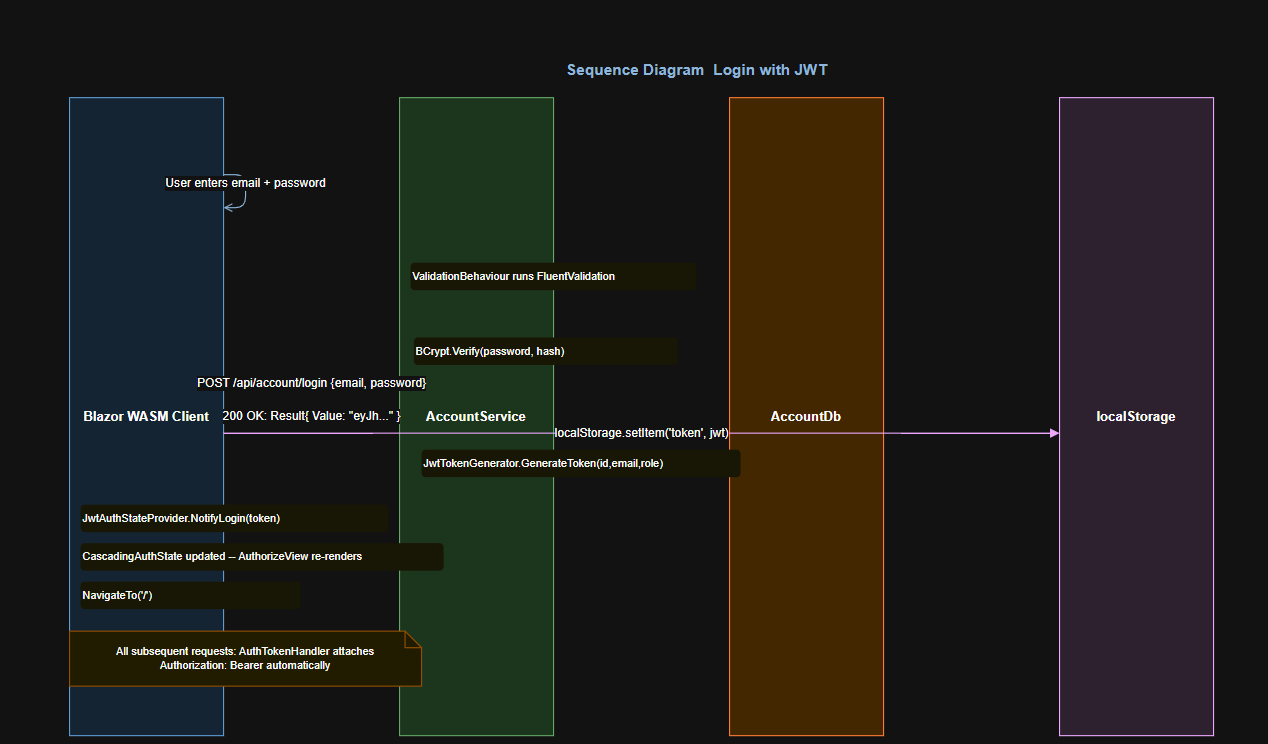 Sequence Diagram  Login with JWT
User enters email + password
ValidationBehaviour runs FluentValidation
BCrypt.Verify(password, hash)
POST /api/account/login {email, password}
Blazor WASM Client
200 OK: Result{ Value: "eyJh..." }
AccountService
AccountDb
localStorage
localStorage.setItem('token', jwt)
JwtTokenGenerator.GenerateToken(id,email,role)
JwtAuthStateProvider.NotifyLogin(token)
CascadingAuthState updated -- AuthorizeView re-renders
NavigateTo('/')
All subsequent requests: AuthTokenHandler attaches
Authorization: Bearer automatically